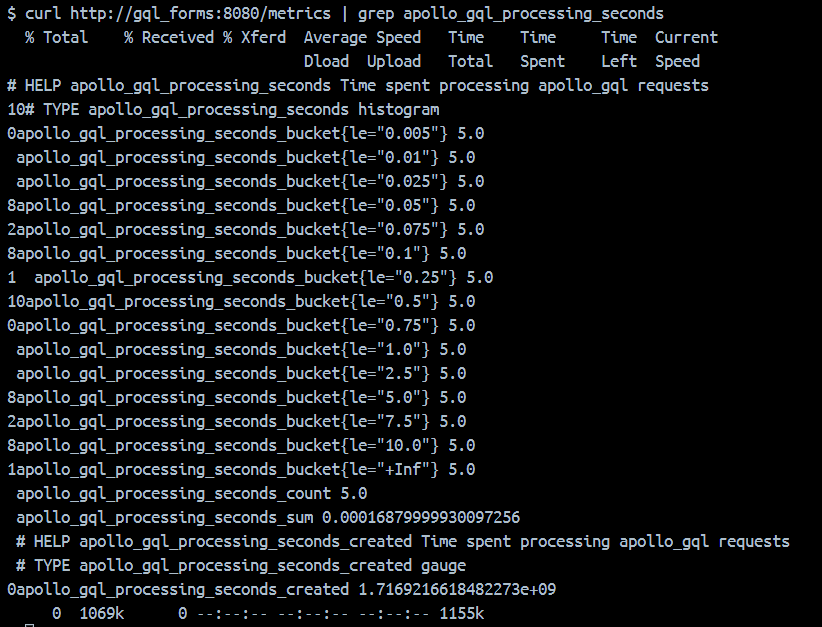 $ curl http://gql_forms:8080/metrics | grep apollo_gql_processing_seconds
  % Total    % Received % Xferd  Average Speed   Time    Time     Time  Current
                                 Dload  Upload   Total   Spent    Left  Speed
# HELP apollo_gql_processing_seconds Time spent processing apollo_gql requests
10# TYPE apollo_gql_processing_seconds histogram
0apollo_gql_processing_seconds_bucket{le="0.005"} 5.0
 apollo_gql_processing_seconds_bucket{le="0.01"} 5.0
 apollo_gql_processing_seconds_bucket{le="0.025"} 5.0
8apollo_gql_processing_seconds_bucket{le="0.05"} 5.0
2apollo_gql_processing_seconds_bucket{le="0.075"} 5.0
8apollo_gql_processing_seconds_bucket{le="0.1"} 5.0
1  apollo_gql_processing_seconds_bucket{le="0.25"} 5.0
10apollo_gql_processing_seconds_bucket{le="0.5"} 5.0
0apollo_gql_processing_seconds_bucket{le="0.75"} 5.0
 apollo_gql_processing_seconds_bucket{le="1.0"} 5.0
 apollo_gql_processing_seconds_bucket{le="2.5"} 5.0
8apollo_gql_processing_seconds_bucket{le="5.0"} 5.0
2apollo_gql_processing_seconds_bucket{le="7.5"} 5.0
8apollo_gql_processing_seconds_bucket{le="10.0"} 5.0
1apollo_gql_processing_seconds_bucket{le="+Inf"} 5.0
 apollo_gql_processing_seconds_count 5.0
 apollo_gql_processing_seconds_sum 0.00016879999930097256
 # HELP apollo_gql_processing_seconds_created Time spent processing apollo_gql requests
 # TYPE apollo_gql_processing_seconds_created gauge
0apollo_gql_processing_seconds_created 1.7169216618482273e+09
     0  1069k      0 --:--:-- --:--:-- --:--:-- 1155k